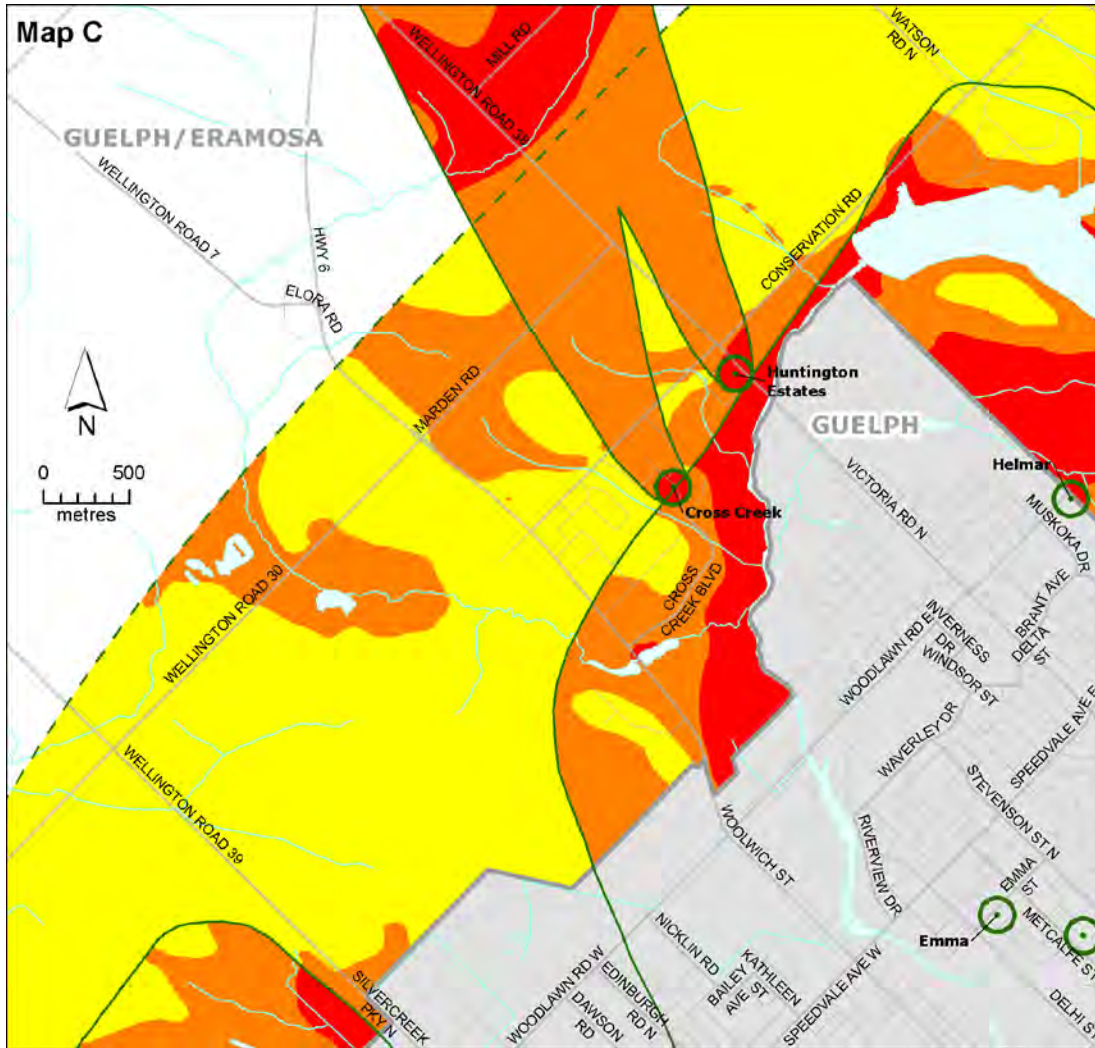 Map C
WATSON
RD N
MILL RD
WELLINGTON ROAD 38
GUELPH/ERAMOSA
WELLINGTON ROAD 7
HWY 6
ELORA RD
CONSERVATION RD
MARDEN RD
N
0 500
metres
Huntington
Estates
GUELPH
Helmar
VICTORIA RD N
MUSKOKA DR
Cross Creek
CROSS
CREEK BLVD
WELLINGTON ROAD 30
BRANT AVE
DELTA
ST
INVERNESS
DR
WINDSOR ST
WOODLAWN RD E
WAVERLEY DR
SPEEDVALE AVE E
STEVENSON ST N
WELLINGTON ROAD 39
WOOLWICH ST
RIVERVIEW DR
EMMA
ST
METCALFE ST
Emma
NICKLIN RD
KATHLEEN
ST
BAILEY
AVE
EDINBURGH
RD N
WOODLAWN RD W
DAWSON
RD
SPEEDVALE AVE W
DELHI ST
SILVERCREEK
PKY N